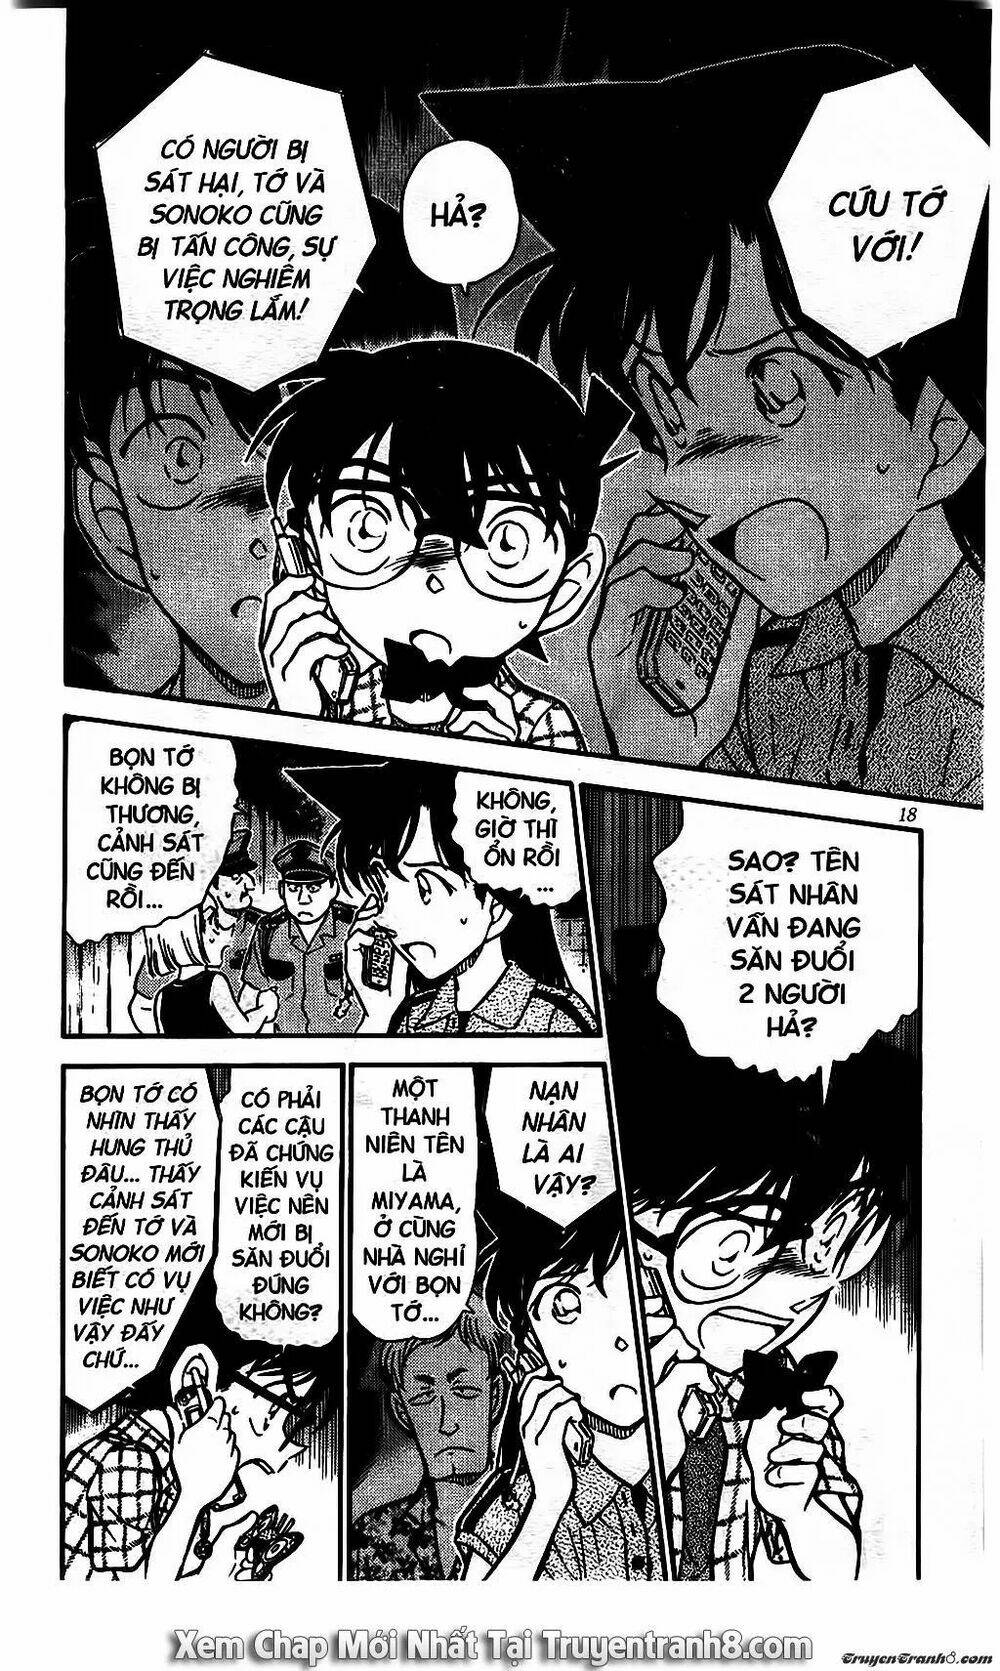 CỨU TỚ
VỚI!
HẢ?
CÓ NGƯỜI BỊ
SÁT HẠI, TỚ VÀ
SONOKO CŨNG
BỊ TẤN CÔNG, SỰ
VIỆC NGHIÊM
TRỌNG LẮM!
18
SAO? TÊN
SÁT NHÂN
VẪN ĐANG
SĂN ĐUỔI
2 NGƯỜI
HẢ?
KHÔNG,
GIỜ THÌ
ỔN RỒI
...
BỌN TỚ
KHÔNG BỊ
THƯƠNG,
CẢNH SÁT
CŨNG ĐẾN
RỒI...
NẠN
NHÂN
LÀ AI
VẬY?
MỘT
THANH
NIÊN TÊN
LÀ
MIYAMA,
Ở CÙNG
NHÀ NGHỈ
VỚI BỌN
TỚ...
CÓ PHẢI
CÁC CẬU
ĐÃ CHỨNG
KIẾN VỤ
VIỆC NÊN
MỚI BỊ
SĂN ĐUỔI
ĐÚNG
KHÔNG?
BỌN TỚ CÓ
NHÌN THẤY
HUNG THỦ
ĐÂU... THẤY
CẢNH SÁT
ĐẾN TỚ VÀ
SONOKO MỚI
BIẾT CÓ VỤ
VIỆC NHƯ
VẬY ĐẤY
CHỨ...
Xem Chap Mới Nhất Tại Truyentranh8.com
TruyenTranh8.com